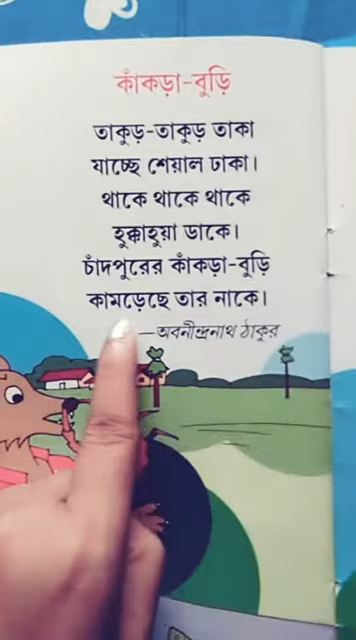 কাঁকড়া-বুড়ি
তাকুড়-তাকুড় তাকা
যাচ্ছে শেয়াল ঢাকা।
থাকে থাকে থাকে
হুক্কাহুয়া ডাকে।
চাঁদপুরের কাঁকড়া-বুড়ি
কামড়েছে তার নাকে।
—অবনীন্দ্রনাথ ঠাকুর